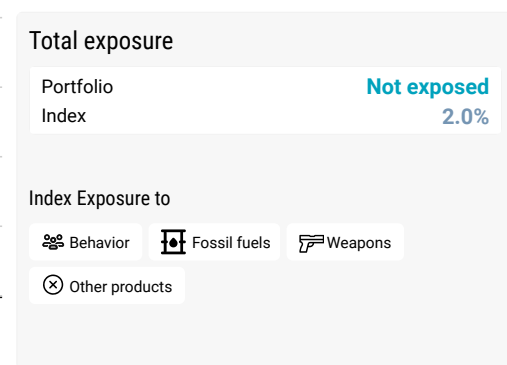 Total exposure
Portfolio Not exposed
Index 2.0%
Index Exposure to
Behavior Fossil fuels Weapons
Other products